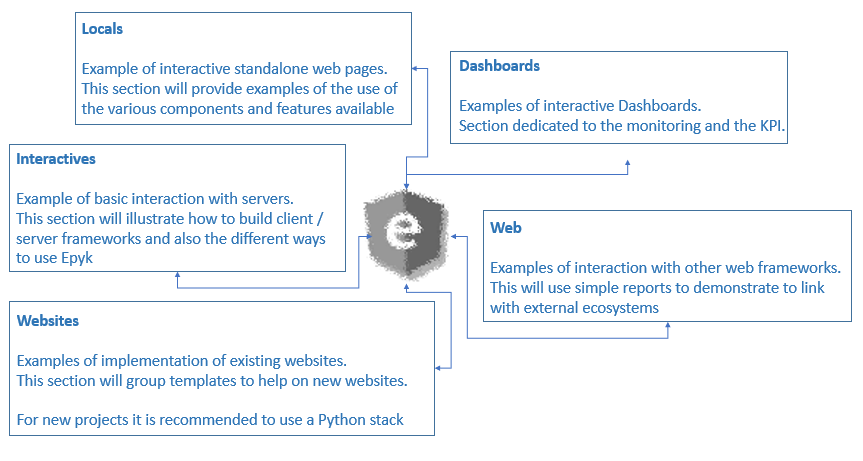 Locals
Example of interactive standalone web pages.
This section will provide examples of the use of
the various components and features available
Dashboards
Examples of interactive Dashboards.
Section dedicated to the monitoring and the KPI.
Interactives
Example of basic interaction with servers.
This section will illustrate how to build client /
server frameworks and also the different ways
to use Epyk
e
Web
Examples of interaction with other web frameworks.
This will use simple reports to demonstrate to link
with external ecosystems
Websites
Examples of implementation of existing websites.
This section will group templates to help on new websites.
For new projects it is recommended to use a Python stack